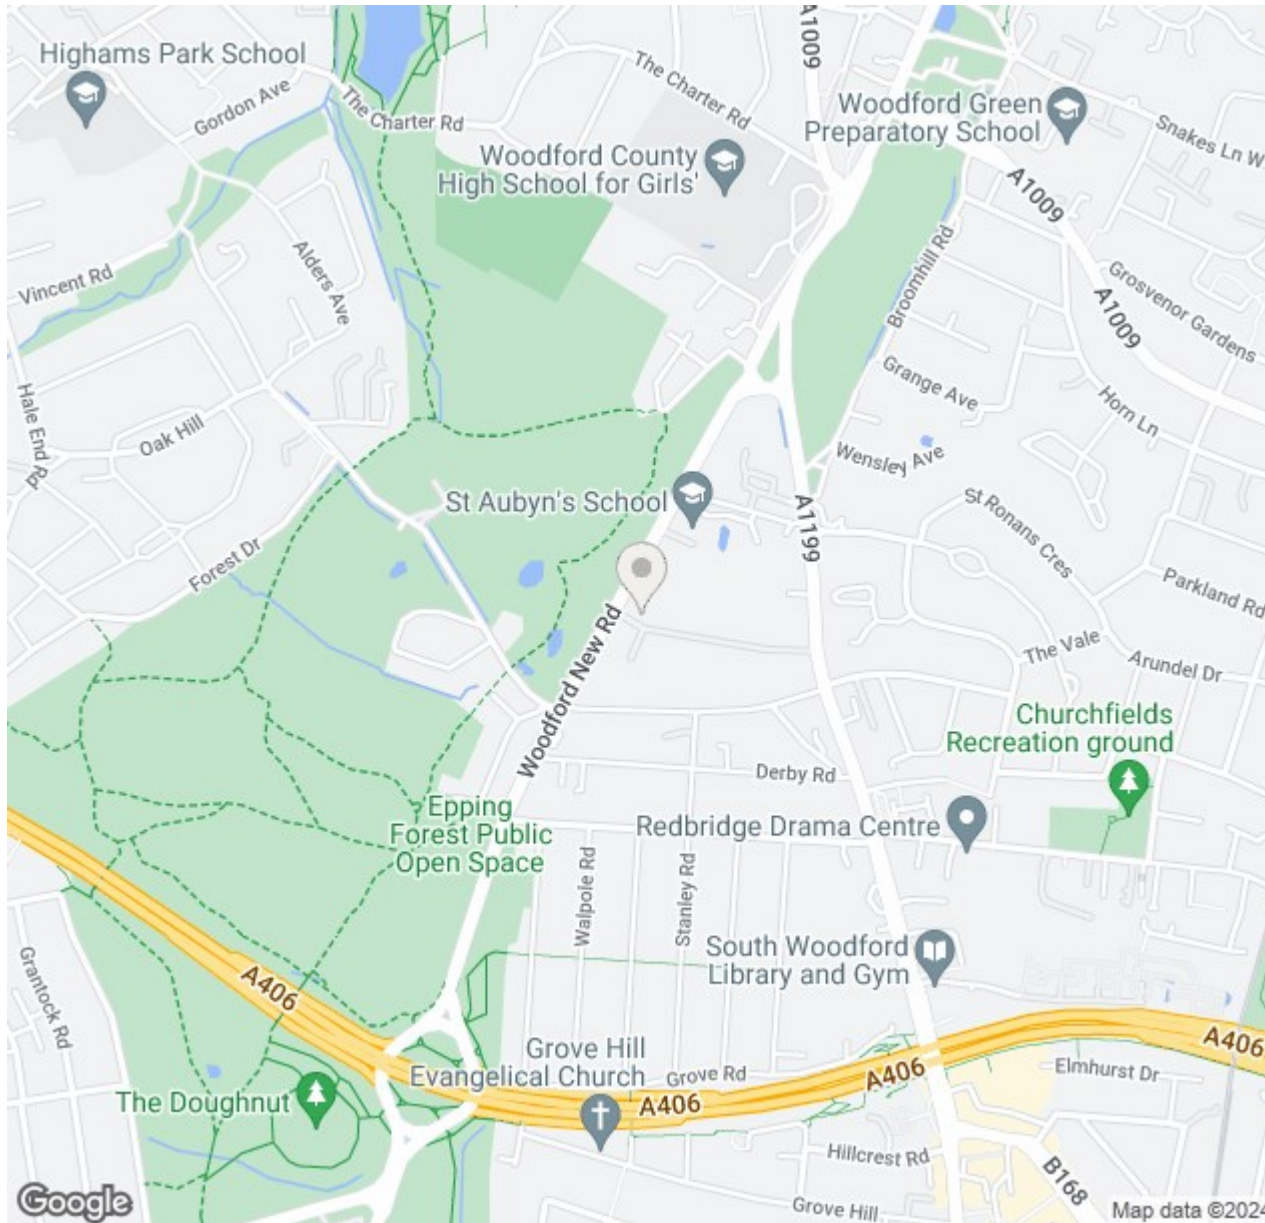 Highams Park School
Gordon Ave
The Charter Rd
The Charter Rd
A1009
Woodford County
High School for Girls'
Woodford Green
Preparatory School
Snakes Ln W
A1009
Vincent Rd
Alders Ave
Broomhill Rd
Grosvenor Gardens
A1009
Grange Ave
Horn Ln
Hale End Rd
Oak Hill
Wensley Ave
St Aubyn's School
A1199
St Ronans Cres
Forest Dr
Parkland Rd
Woodford New Rd
The Vale
Arundel Dr
Churchfields
Recreation ground
Derby Rd
Epping
Forest Public
Open Space
Redbridge Drama Centre
Walpole Rd
Stanley Rd
South Woodford
Library and Gym
Grantock Rd
A406
Grove Hill
Evangelical Church
Grove Rd
A406
A406
A406
Elmhurst Dr
The Doughnut
Hillcrest Rd
B168
Grove Hill
Google
Map data ©2024